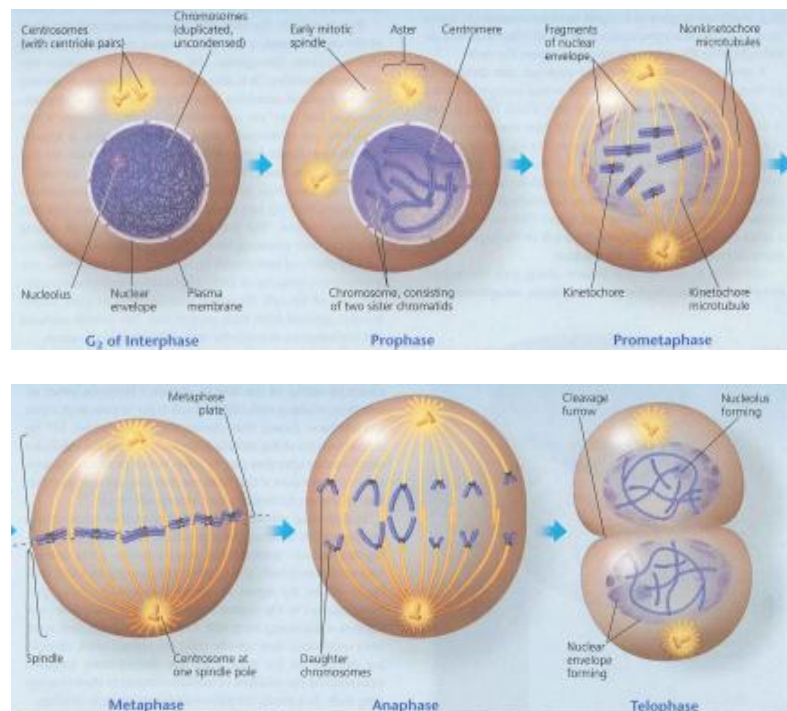 Centrosomes
(with centriole pairs)
Chromosomes
(duplicated,
uncondensed)
Early mitotic
spindle
Aster
Centromere
Fragments
of nuclear
envelope
Nonkinetochore
microtubules
Nucleolus
Nuclear
envelope
Plasma
membrane
Chromosome, consisting
of two sister chromatids
Kinetochore
Kinetochore
microtubule
G₂ of Interphase
Prophase
Prometaphase
Metaphase
plate
Cleavage
furrow
Nucleolus
forming
Spindle
Centrosome at
one spindle pole
Daughter
chromosomes
Nuclear
envelope
forming
Metaphase
Anaphase
Telophase